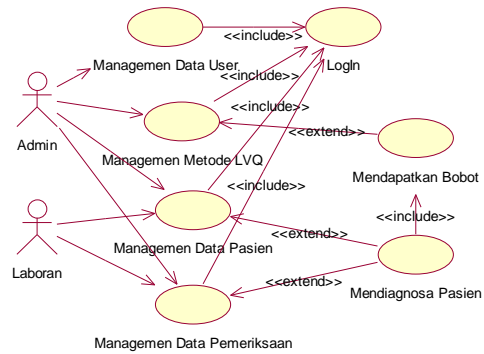 <<include>>
Managemen Data User
LogIn
<<include>>
Admin
<<include>>
<<extend>>
Managemen Metode LVQ
Mendapatkan Bobot
<<include>>
<<include>>
<<extend>>
Laboran
Managemen Data Pasien
<<extend>>
Mendiagnosa Pasien
Managemen Data Pemeriksaan